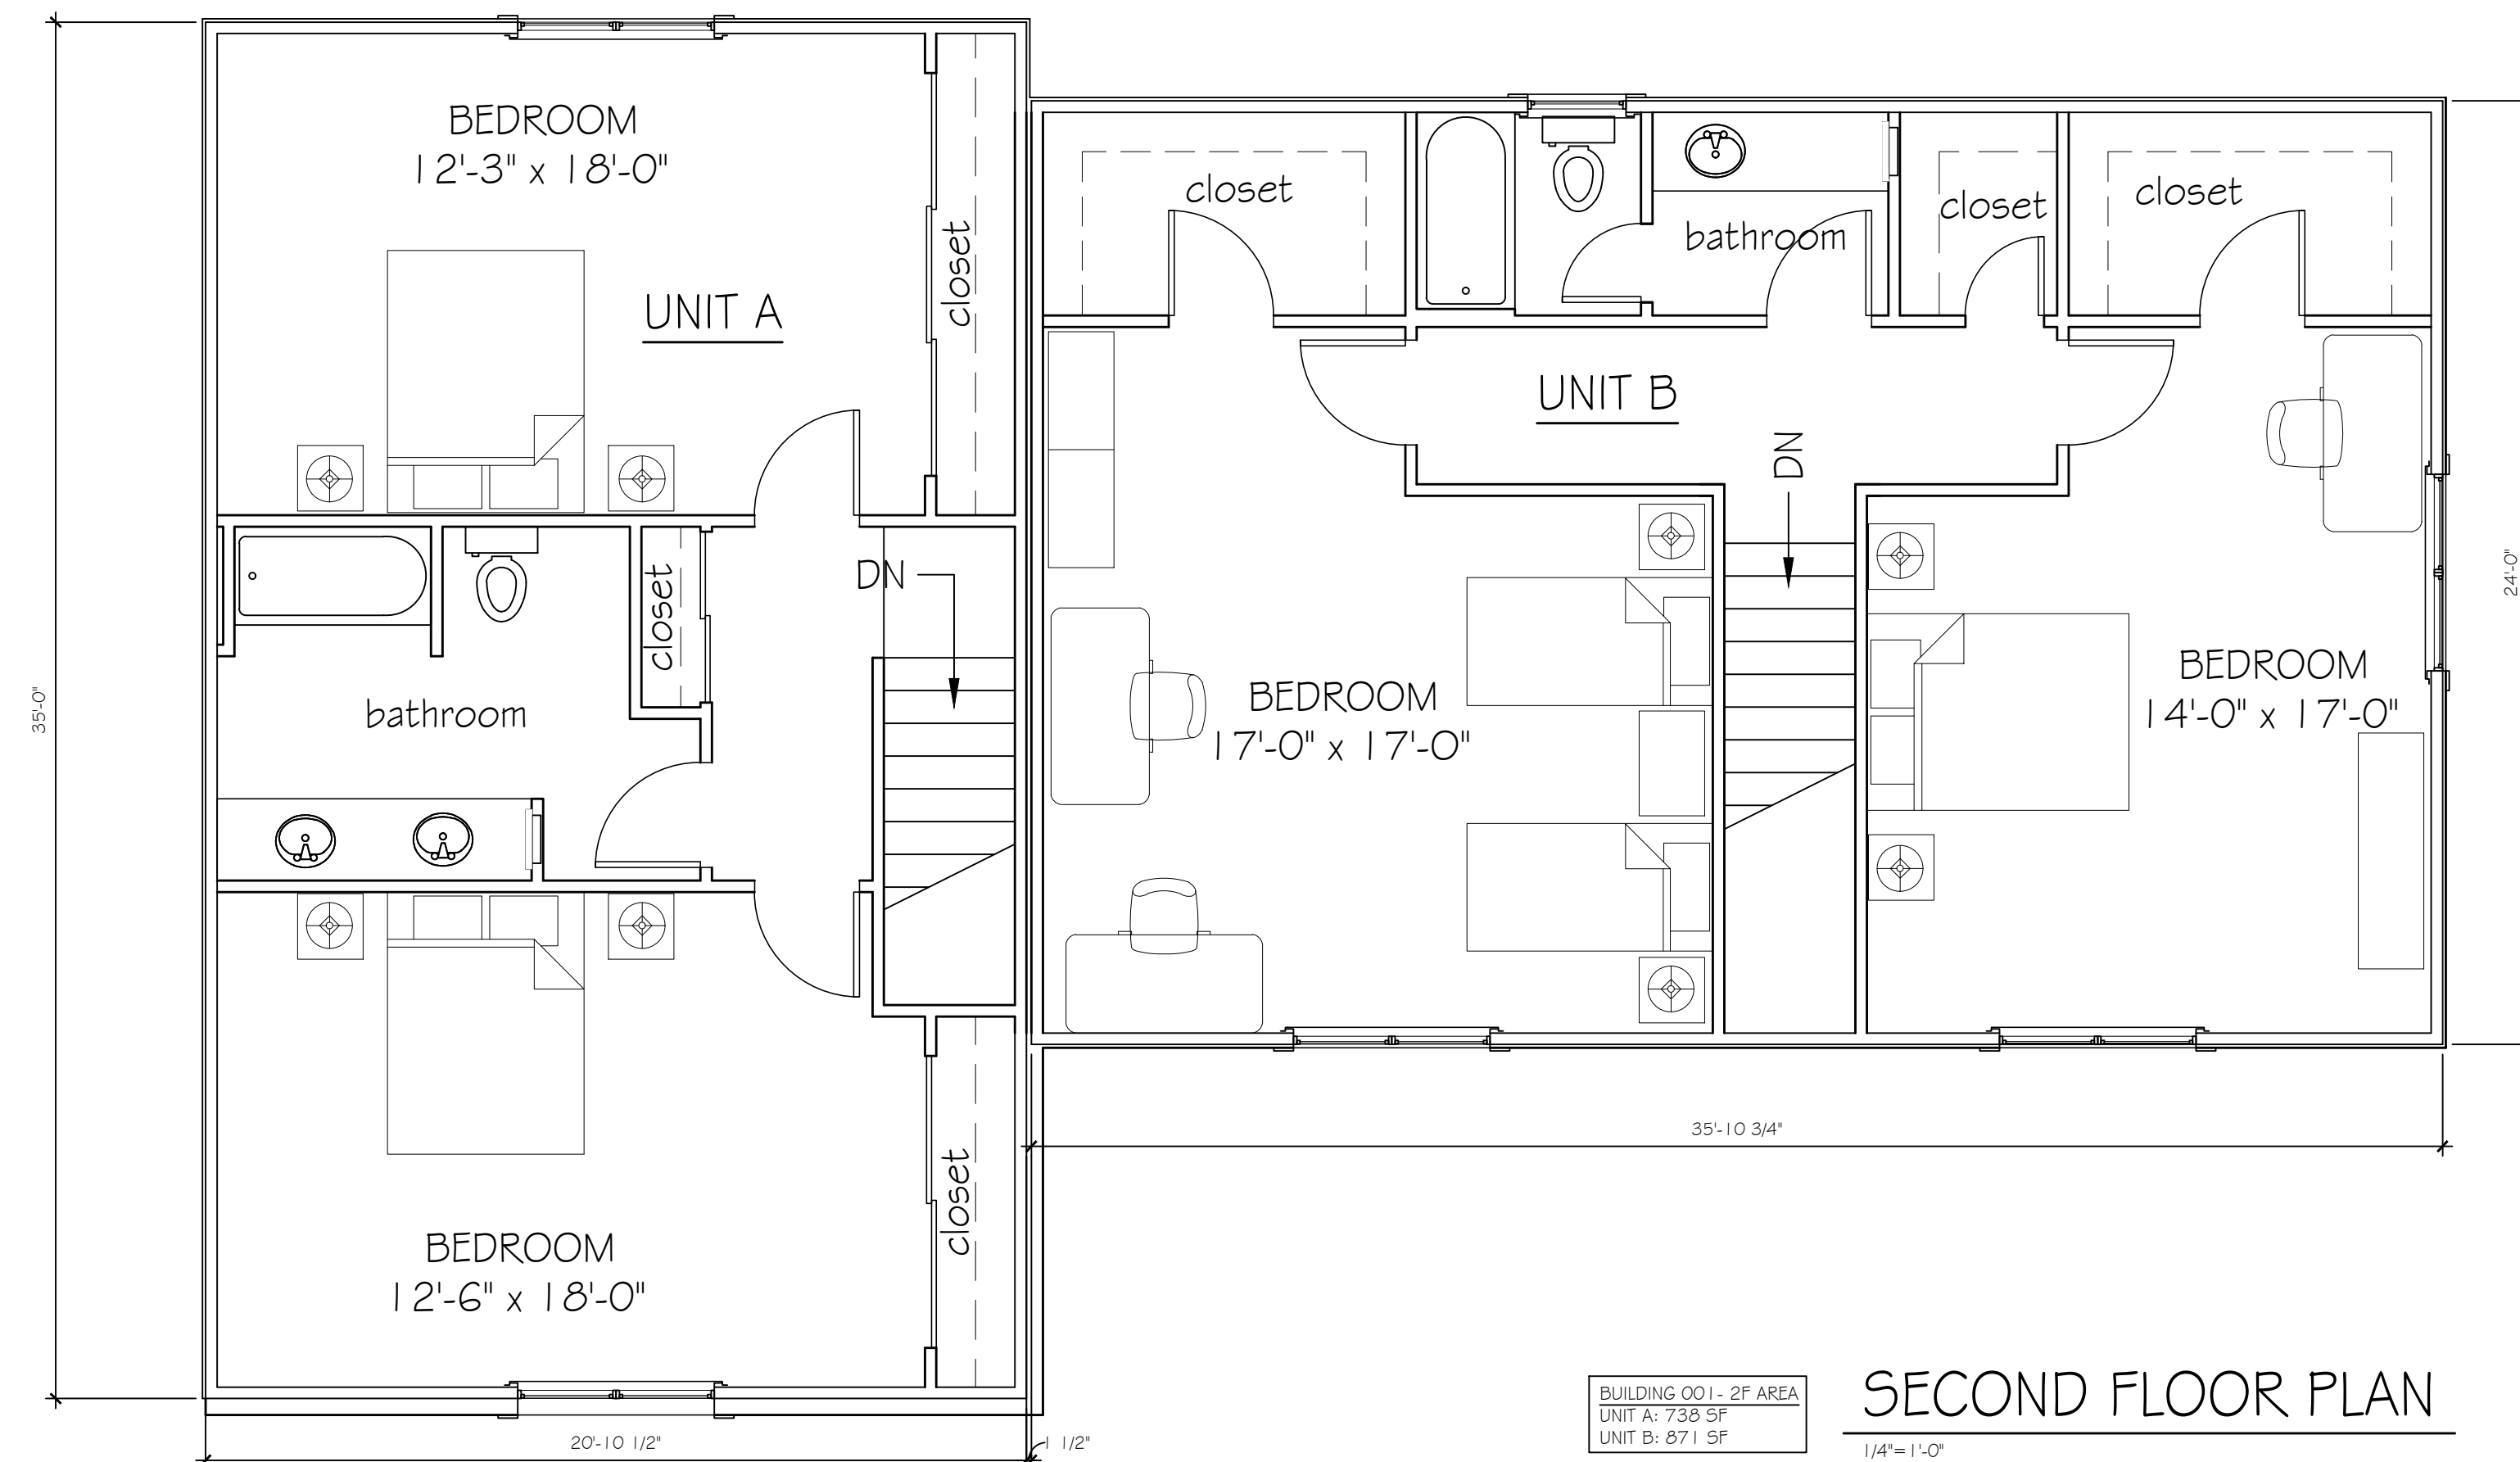 BEDROOM
12'-3" x 18'-0"
UNIT A
closet
closet
bathroom
closet
closet
UNIT B
DN
DN
closet
bathroom
BEDROOM
17'-0" x 17'-0"
BEDROOM
14'-0" x 17'-0"
24'-0"
35'-0"
35'-10 3/4"
closet
BEDROOM
12'-6" x 18'-0"
20'-10 1/2"
1 1/2"
BUILDING 001- 2F AREA
UNIT A: 738 SF
UNIT B: 871 SF
SECOND FLOOR PLAN
1/4"=1'-0"